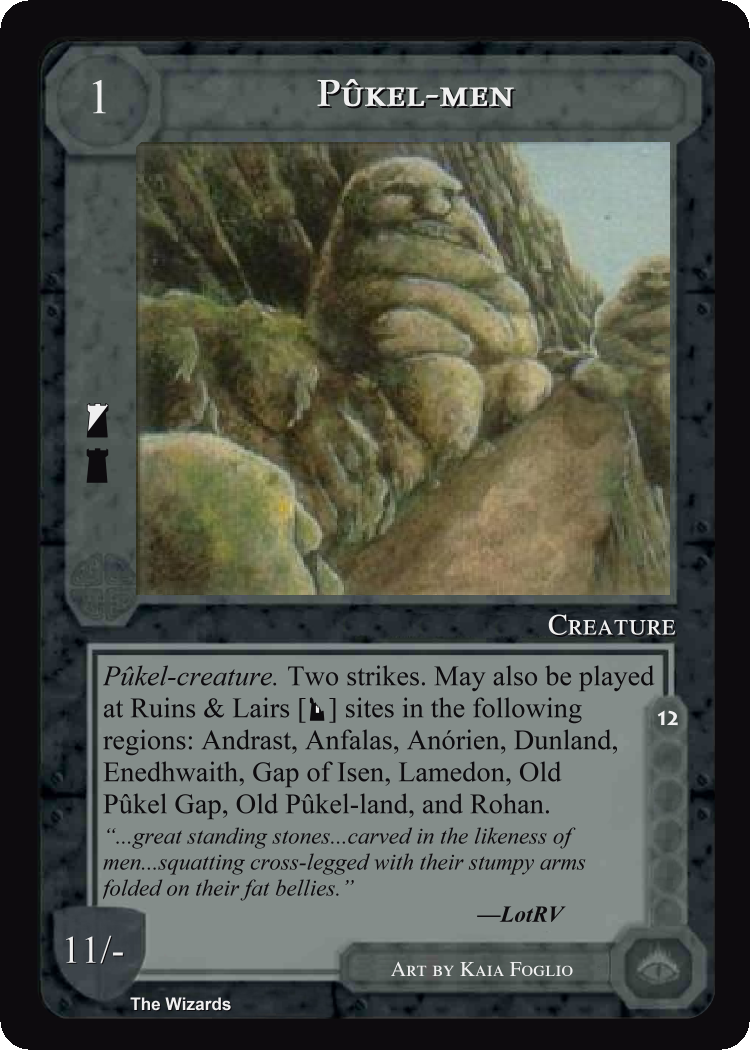 1
Pûkel-men
Creature
Pûkel-creature. Two strikes. May also be played
at Ruins & Lairs [ ] sites in the following
regions: Andrast, Anfalas, Anórien, Dunland,
Enedhwaith, Gap of Isen, Lamedon, Old
Pûkel Gap, Old Pûkel-land, and Rohan.
12
“...great standing stones...carved in the likeness of
men...squatting cross-legged with their stumpy arms
folded on their fat bellies.”
—LotRV
11/-
Art by Kaia Foglio
The Wizards